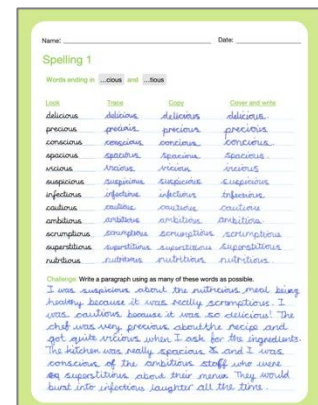 Name: Date:
Spelling 1
Words ending in ...cious and ...tious
Look Trace Copy Cover and write
delicious delicious delicious delicious.
precious precious precious precious
conscious conscious concious concious.
spacious spacious spacious spacious.
vicious vicious vicious vicious
suspicious suspicious suspicious suspicious
infectious infectious infectious infectious.
cautious cautious cautious cautious
ambitious ambitious ambitious ambitious.
scrumptious scrumptious scrumptious scrumptious
superstitious superstitious superstitious superstitious
nutritious nutritious nutritious nutritious.
Challenge: Write a paragraph using as many of these words as possible.
I was suspicious about the nutricious meal being
healthy because it was really scromptious. I
was cautious because it was so delicious! The
chef was very precious about the recipe and
got quite vicious when I ask for the ingredients.
The kitchen was really spacious & and I was
conscious of the ambitious staff who were
superstitious about their menu. They would
burst into infectious laughter all the time.